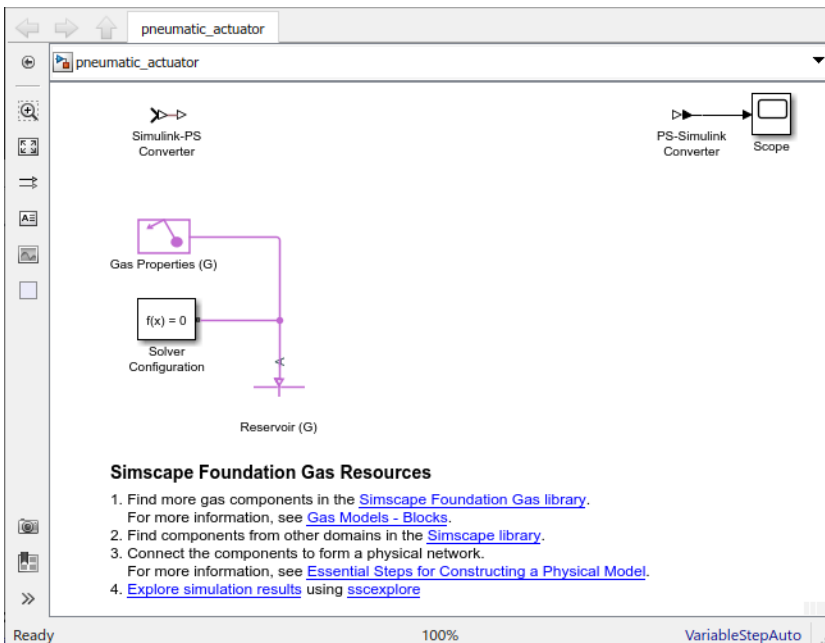 pneumatic_actuator
pneumatic_actuator
Simulink-PS
Converter
PS-Simulink
Converter
Scope
Gas Properties (G)
f(x) = 0
Solver
Configuration
A
Reservoir (G)
Simscape Foundation Gas Resources
1. Find more gas components in the Simscape Foundation Gas library.
For more information, see Gas Models - Blocks.
2. Find components from other domains in the Simscape library.
3. Connect the components to form a physical network.
For more information, see Essential Steps for Constructing a Physical Model.
4. Explore simulation results using sscexplore
Ready 100% VariableStepAuto